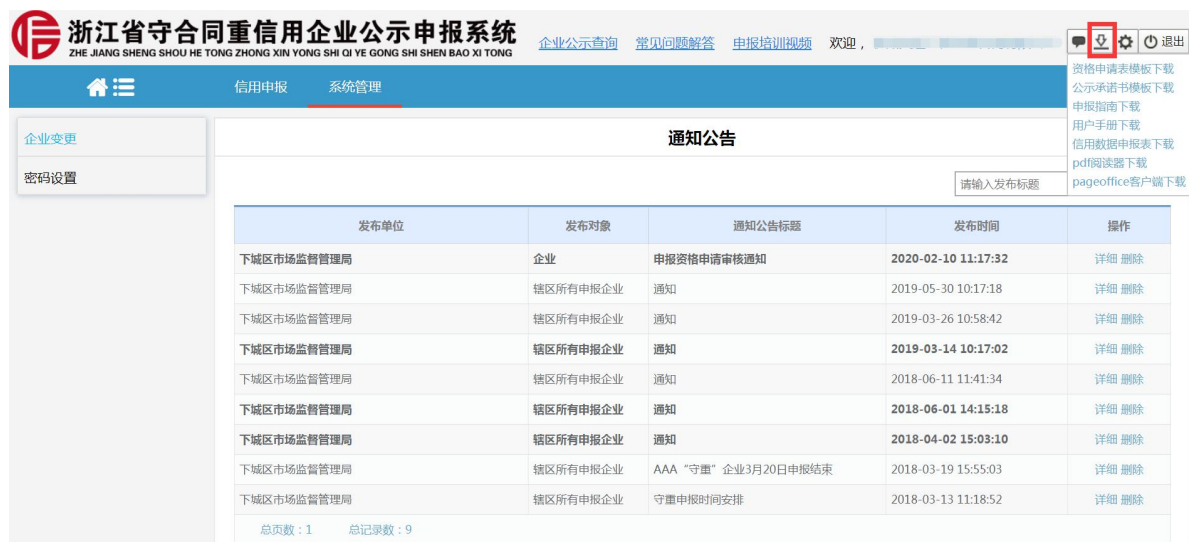 浙江省守合同重信用企业公示申报系统
ZHE JIANG SHENG SHOU HE TONG ZHONG XIN YONG SHI QI YE GONG SHI SHEN BAO XI TONG
企业公示查询 常见问题解答 申报培训视频 欢迎，
退出
资格申请表模板下载
公示承诺书模板下载
申报指南下载
用户手册下载
信用数据申报表下载
pdf阅读器下载
pageoffice客户端下载
信用申报 系统管理
企业变更
密码设置
通知公告
请输入发布标题
发布单位 发布对象 通知公告标题 发布时间 操作
下城区市场监督管理局 企业 申报资格申请审核通知 2020-02-10 11:17:32 详细 删除
下城区市场监督管理局 辖区所有申报企业 通知 2019-05-30 10:17:18 详细 删除
下城区市场监督管理局 辖区所有申报企业 通知 2019-03-26 10:58:42 详细 删除
下城区市场监督管理局 辖区所有申报企业 通知 2019-03-14 10:17:02 详细 删除
下城区市场监督管理局 辖区所有申报企业 通知 2018-06-11 11:41:34 详细 删除
下城区市场监督管理局 辖区所有申报企业 通知 2018-06-01 14:15:18 详细 删除
下城区市场监督管理局 辖区所有申报企业 通知 2018-04-02 15:03:10 详细 删除
下城区市场监督管理局 辖区所有申报企业 AAA“守重”企业3月20日申报结束 2018-03-19 15:55:03 详细 删除
下城区市场监督管理局 辖区所有申报企业 守重申报时间安排 2018-03-13 11:18:52 详细 删除
总页数：1 总记录数：9